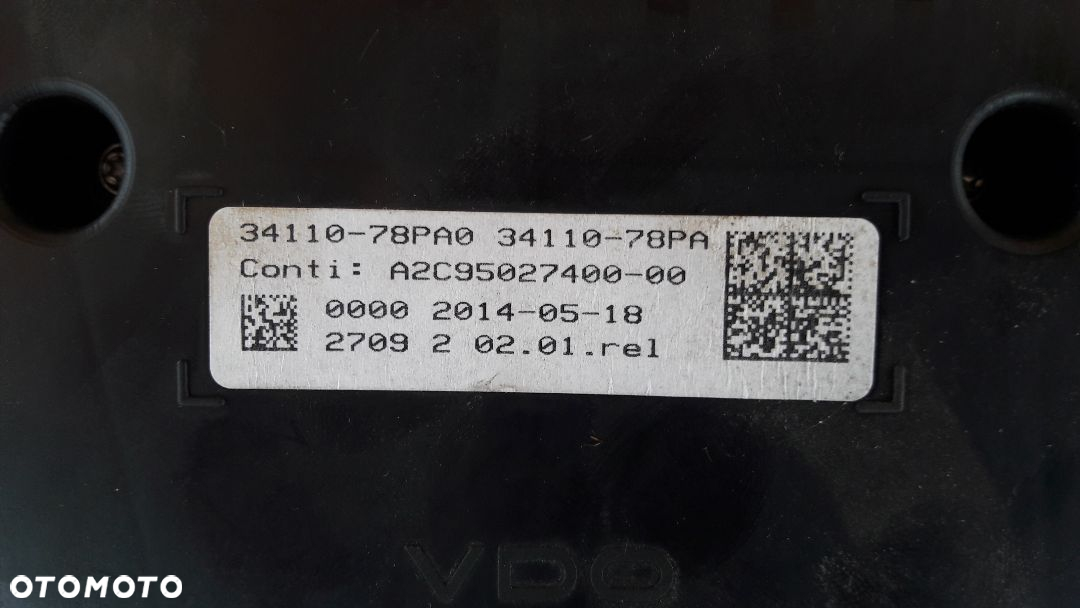 34110-78PA0 34110-78PA
Conti: A2C95027400-00
0000 2014-05-18
2709 2 02.01.rel
VDO
OTOMOTO